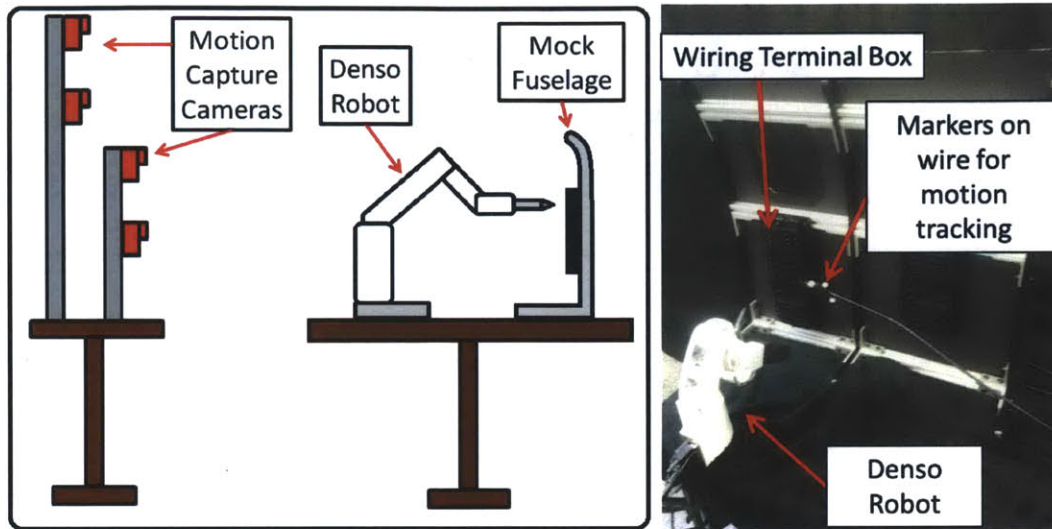 Motion
Capture
Cameras
Denso
Robot
Mock
Fuselage
Wiring Terminal Box
Markers on
wire for
motion
tracking
Denso
Robot